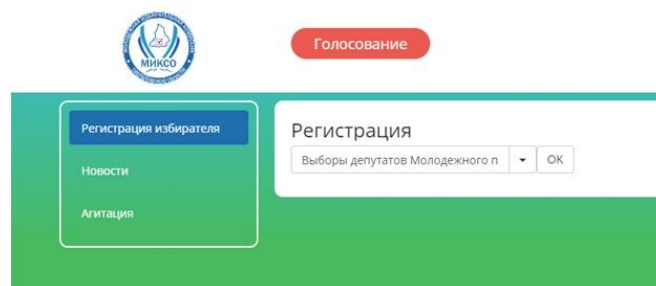 МИКСО
Голосование
Регистрация избирателя
Новости
Агитация
Регистрация
Выборы депутатов Молодежного п
OK